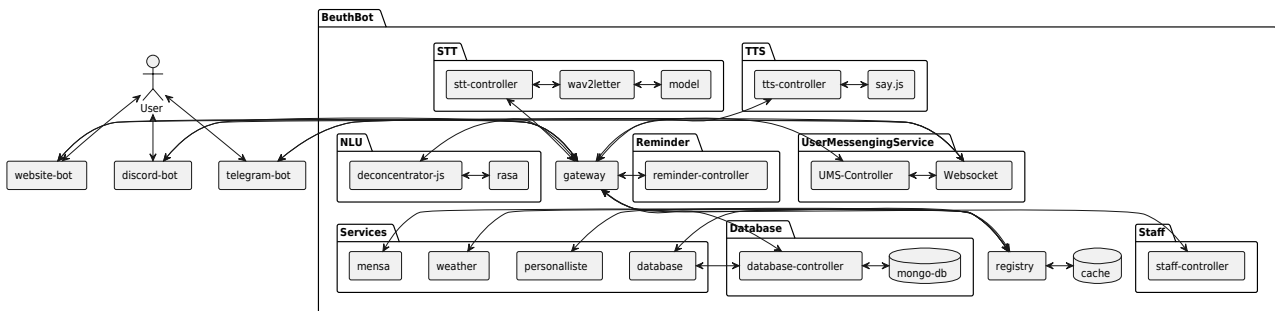 BeuthBot
STT
TTS
stt-controller
wav2letter
model
tts-controller
say.js
User
NLU
Reminder
UserMessengingService
website-bot
discord-bot
telegram-bot
deconcentrator-js
rasa
gateway
reminder-controller
UMS-Controller
Websocket
Services
Database
Staff
mensa
weather
personalliste
database
database-controller
mongo-db
registry
cache
staff-controller